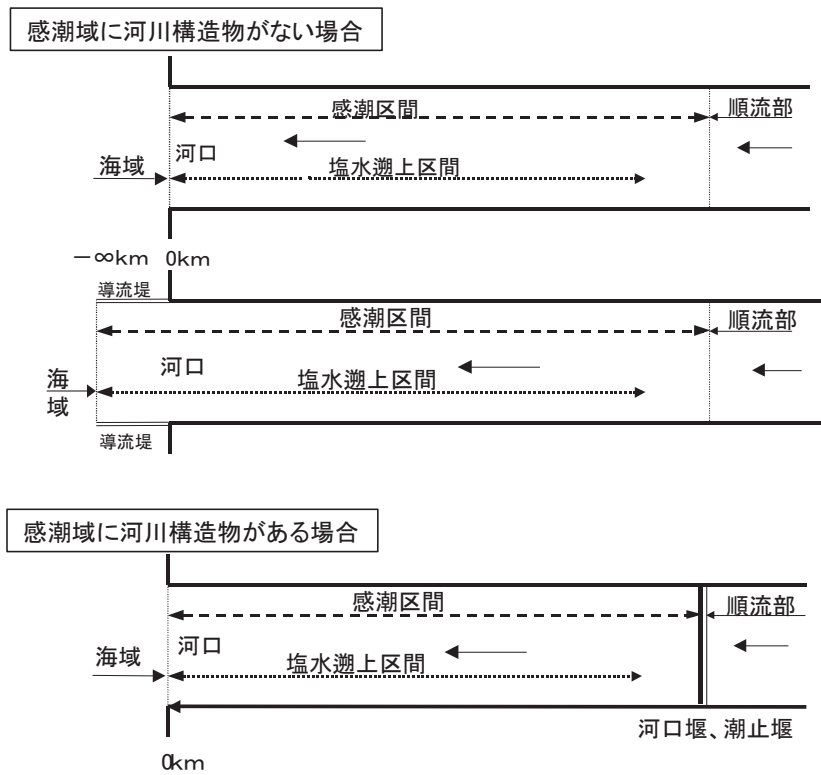 感潮域に河川構造物がない場合
感潮区間
順流部
河口
海域
塩水遡上区間
－∞km 0km
導流堤
感潮区間
順流部
河口
海
域
塩水遡上区間
導流堤
感潮域に河川構造物がある場合
感潮区間
順流部
河口
海域
塩水遡上区間
河口堰、潮止堰
0km